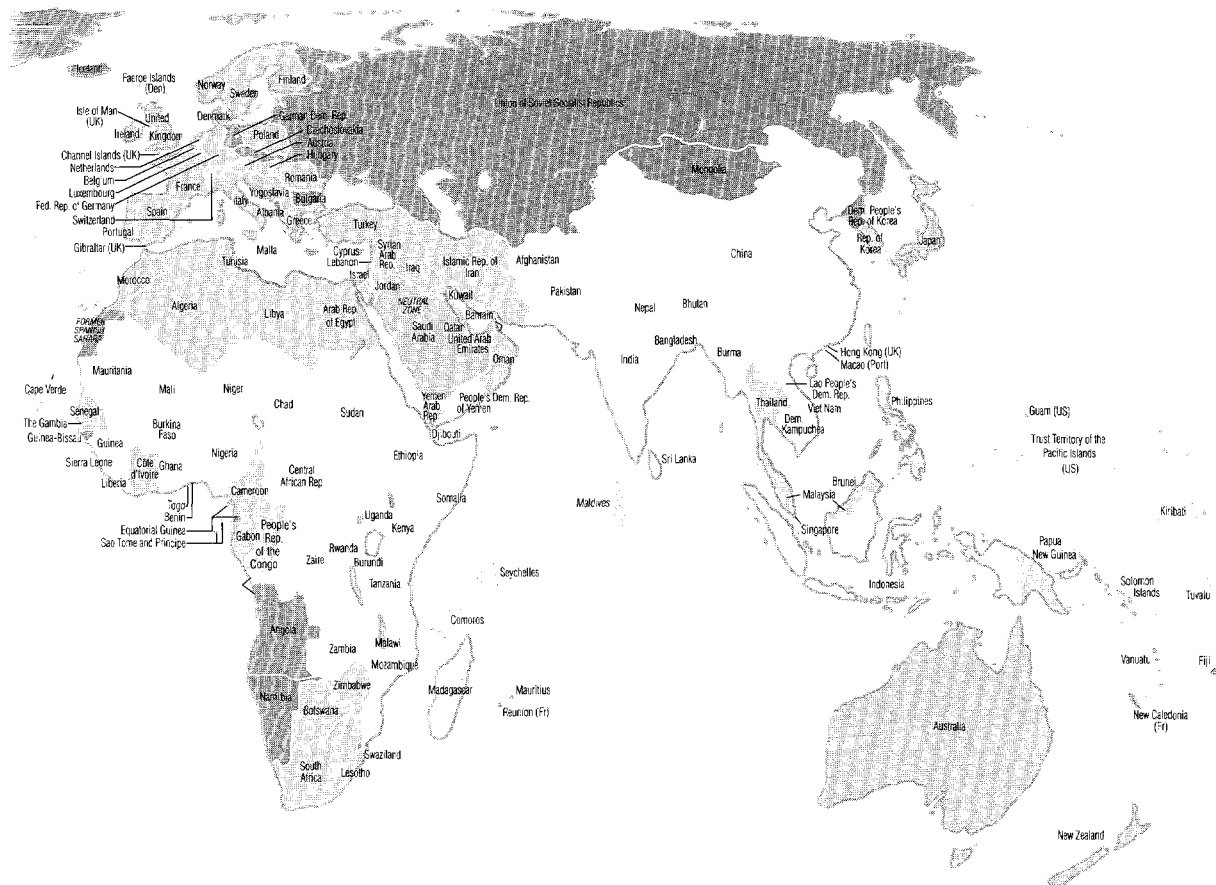 Iceland
Faeroe Islands
(Den)
Norway
Sweden
Finland
Union of Soviet Socialist Republics
Isle of Man
(UK)
United
Kingdom
Ireland
Denmark
German Dem. Rep.
Poland
Czechoslovakia
Austria
Hungary
Channel Islands (UK)
Netherlands
Belgium
Luxembourg
Fed. Rep. of Germany
Switzerland
France
Romania
Yogoslavia
Bulgaria
Italy
Albania
Greece
Spain
Portugal
Gibraltar (UK)
Malta
Turkey
Cyprus
Lebanon
Israel
Syrian
Arab
Rep.
Iraq
Jordan
Islamic Rep. of
Iran
Afghanistan
Pakistan
Mongolia
China
Dem. People's
Rep. of Korea
Rep. of
Korea
Japan
Morocco
Algeria
Tunisia
Libya
Arab Rep.
of Egypt
NEUTRAL
ZONE
Kuwait
Bahrain
Saudi
Arabia
Qatar
United Arab
Emirates
Oman
Nepal
Bhutan
Bangladesh
India
Burma
Hong Kong (UK)
Macao (Port)
Lao People's
Dem. Rep.
Thailand
Viet Nam
Dem.
Kampuchea
Philippines
Guam (US)
Trust Territory of the
Pacific Islands
(US)
FORMER
SPANISH
SAHARA
Mauritania
Cape Verde
Mali
Niger
Chad
Sudan
Yemen
Arab
Rep.
People's Dem. Rep.
of Yemen
Djibouti
Senegal
The Gambia
Guinea-Bissau
Guinea
Burkina
Faso
Sierra Leone
Liberia
Côte
d'Ivoire
Ghana
Nigeria
Togo
Benin
Cameroon
Central
African Rep
Ethiopia
Somalia
Sri Lanka
Maldives
Brunei
Malaysia
Singapore
Indonesia
Papua
New Guinea
Kiribati
Solomon
Islands
Tuvalu
Equatorial Guinea
Sao Tome and Principe
Gabon
People's
Rep.
of the
Congo
Zaire
Uganda
Kenya
Rwanda
Burundi
Tanzania
Seychelles
Comoros
Angola
Zambia
Malawi
Mozambique
Madagascar
Mauritius
Reunion (Fr)
Namibia
Zimbabwe
Botswana
South
Africa
Swaziland
Lesotho
Australia
Vanuatu
Fiji
New Caledonia
(Fr)
New Zealand